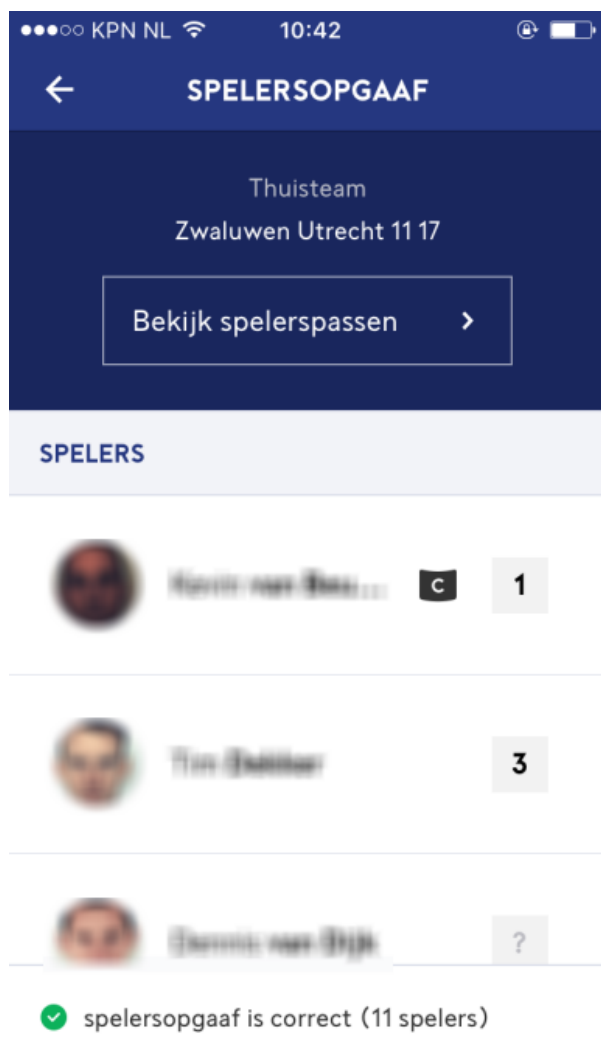 KPN NL 10:42
SPELERSOPGAAF
Thuisteam
Zwaluwen Utrecht 11 17
Bekijk spelerspassen
SPELERS
C 1
3
?
spelersopgaaf is correct (11 spelers)